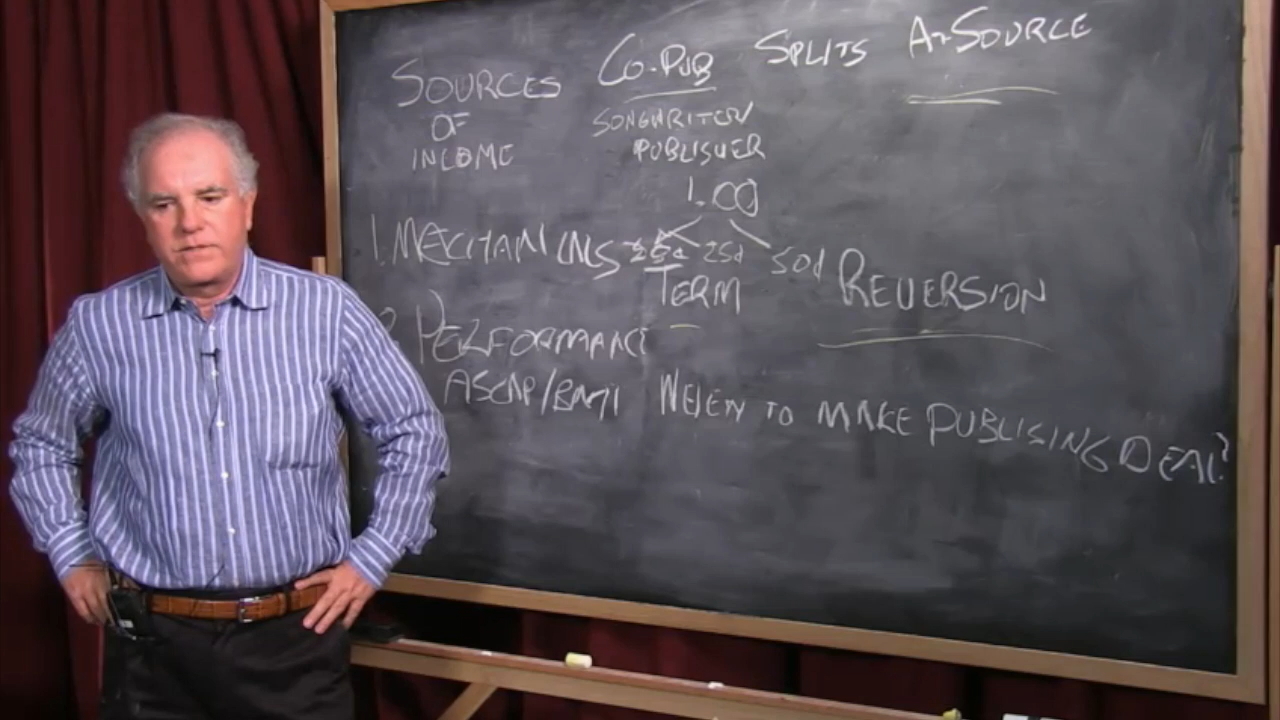 SOURCES CO-PUB SPLITS AT SOURCE
OF SONGWRITER/
INCOME PUBLISHER
1.00
1. MECHANICALS 25¢ 25¢ 50¢ REVERSION
TERM
2 PERFORMANCE
ASCAP/BMI WHEN TO MAKE PUBLISING DEAL?